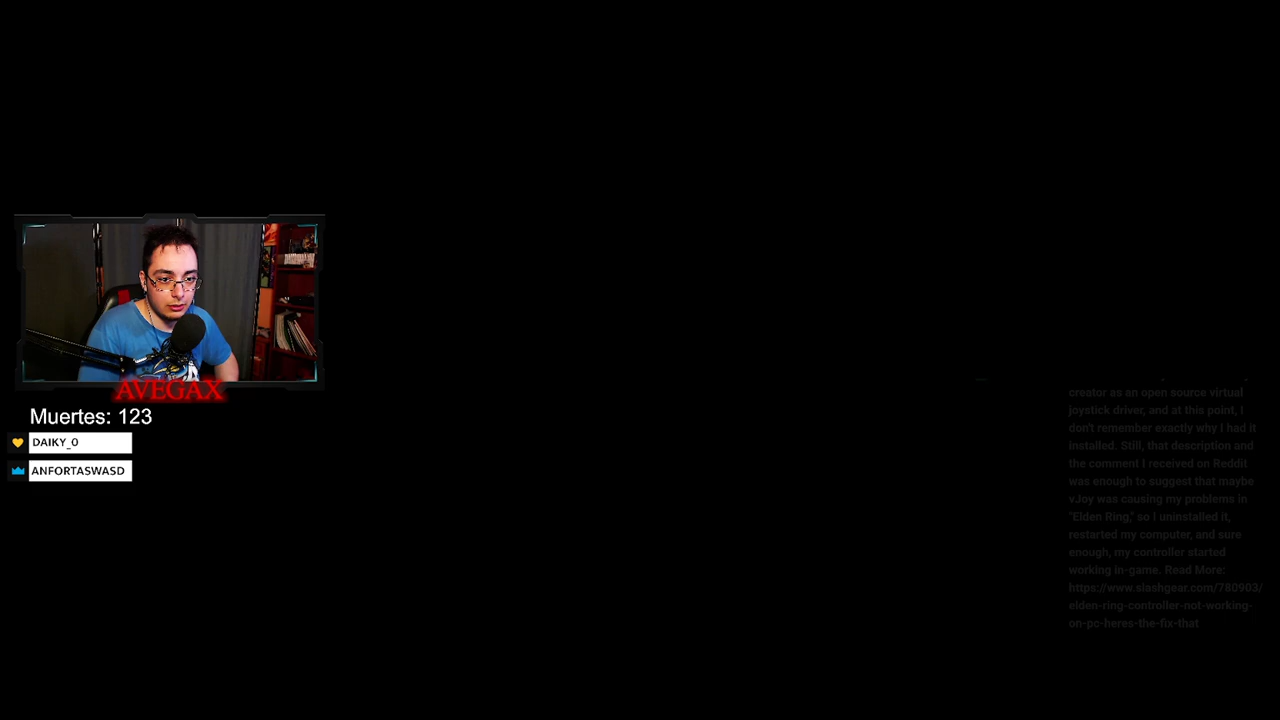 AVEGAX
Muertes: 123
DAIKY_0
ANFORTASWASD
creator as an open source virtual
joystick driver, and at this point, I
don't remember exactly why I had it
installed. Still, that description and
the comment I received on Reddit
was enough to suggest that maybe
vJoy was causing my problems in
"Elden Ring," so I uninstalled it,
restarted my computer, and sure
enough, my controller started
working in-game. Read More:
https://www.slashgear.com/780903/
elden-ring-controller-not-working-
on-pc-heres-the-fix-that